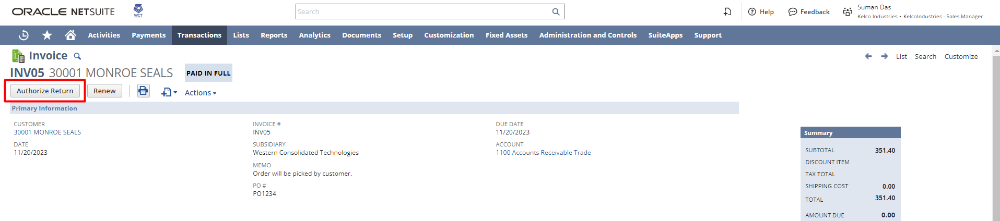 ORACLE NETSUITE
WCT
Search
Help
Feedback
Suman Das
Kelco Industries - KelcoIndustries - Sales Manager
Activities Payments Transactions Lists Reports Analytics Documents Setup Customization Fixed Assets Administration and Controls SuiteApps Support
Invoice
List Search Customize
INV05 30001 MONROE SEALS PAID IN FULL
Authorize Return Renew Actions
Primary Information
CUSTOMER
30001 MONROE SEALS
DATE
11/20/2023
INVOICE #
INV05
SUBSIDIARY
Western Consolidated Technologies
MEMO
Order will be picked by customer.
PO #
PO1234
DUE DATE
11/20/2023
ACCOUNT
1100 Accounts Receivable Trade
Summary
SUBTOTAL 351.40
DISCOUNT ITEM
TAX TOTAL
SHIPPING COST 0.00
TOTAL 351.40
AMOUNT DUE 0.00